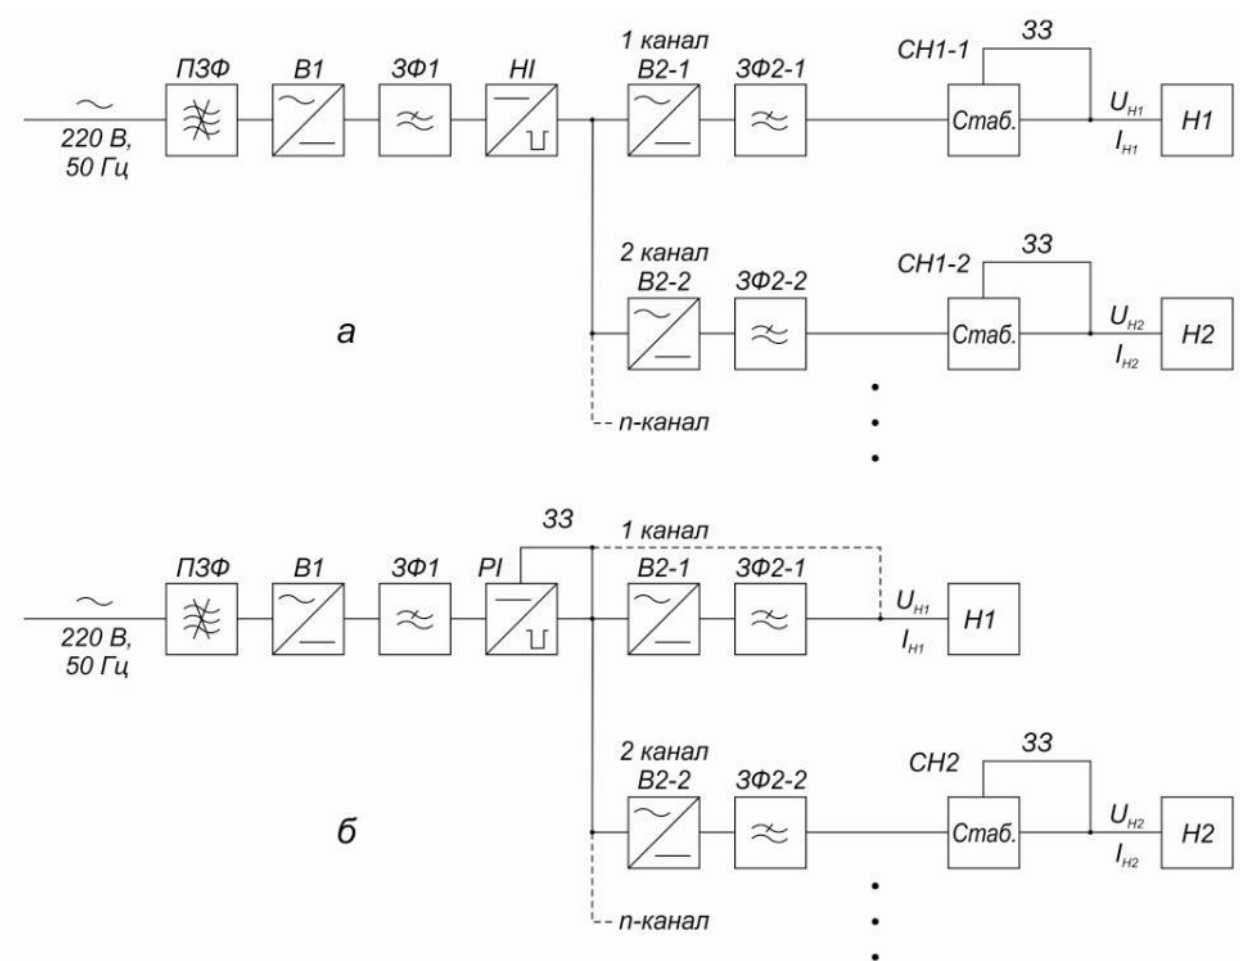 1 канал
ЗЗ
СН1-1
ПЗФ
В1
ЗФ1
НІ
В2-1
ЗФ2-1
220 В,
50 Гц
Стаб.
UН1
IН1
Н1
2 канал
ЗЗ
СН1-2
В2-2
ЗФ2-2
Стаб.
UН2
IН2
Н2
а
n-канал
ЗЗ
1 канал
ПЗФ
В1
ЗФ1
РІ
В2-1
ЗФ2-1
220 В,
50 Гц
UН1
IН1
Н1
2 канал
ЗЗ
СН2
В2-2
ЗФ2-2
Стаб.
UН2
IН2
Н2
б
n-канал